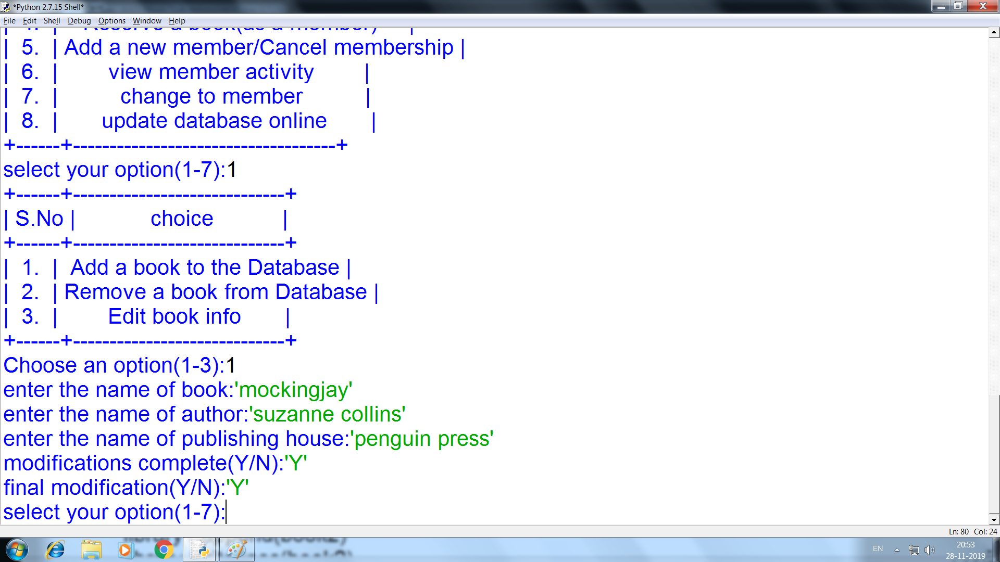 *Python 2.7.15 Shell*
File Edit Shell Debug Options Window Help
| 4. | Reserve a book(as a member) |
| 5. | Add a new member/Cancel membership |
| 6. | view member activity |
| 7. | change to member |
| 8. | update database online |
+------+------------------------------------+
select your option(1-7):1
+------+-----------------------------+
| S.No | choice |
+------+-----------------------------+
| 1. | Add a book to the Database |
| 2. | Remove a book from Database |
| 3. | Edit book info |
+------+-----------------------------+
Choose an option(1-3):1
enter the name of book:'mockingjay'
enter the name of author:'suzanne collins'
enter the name of publishing house:'penguin press'
modifications complete(Y/N):'Y'
final modification(Y/N):'Y'
select your option(1-7):
Ln: 80 Col: 24
EN
20:53
28-11-2019